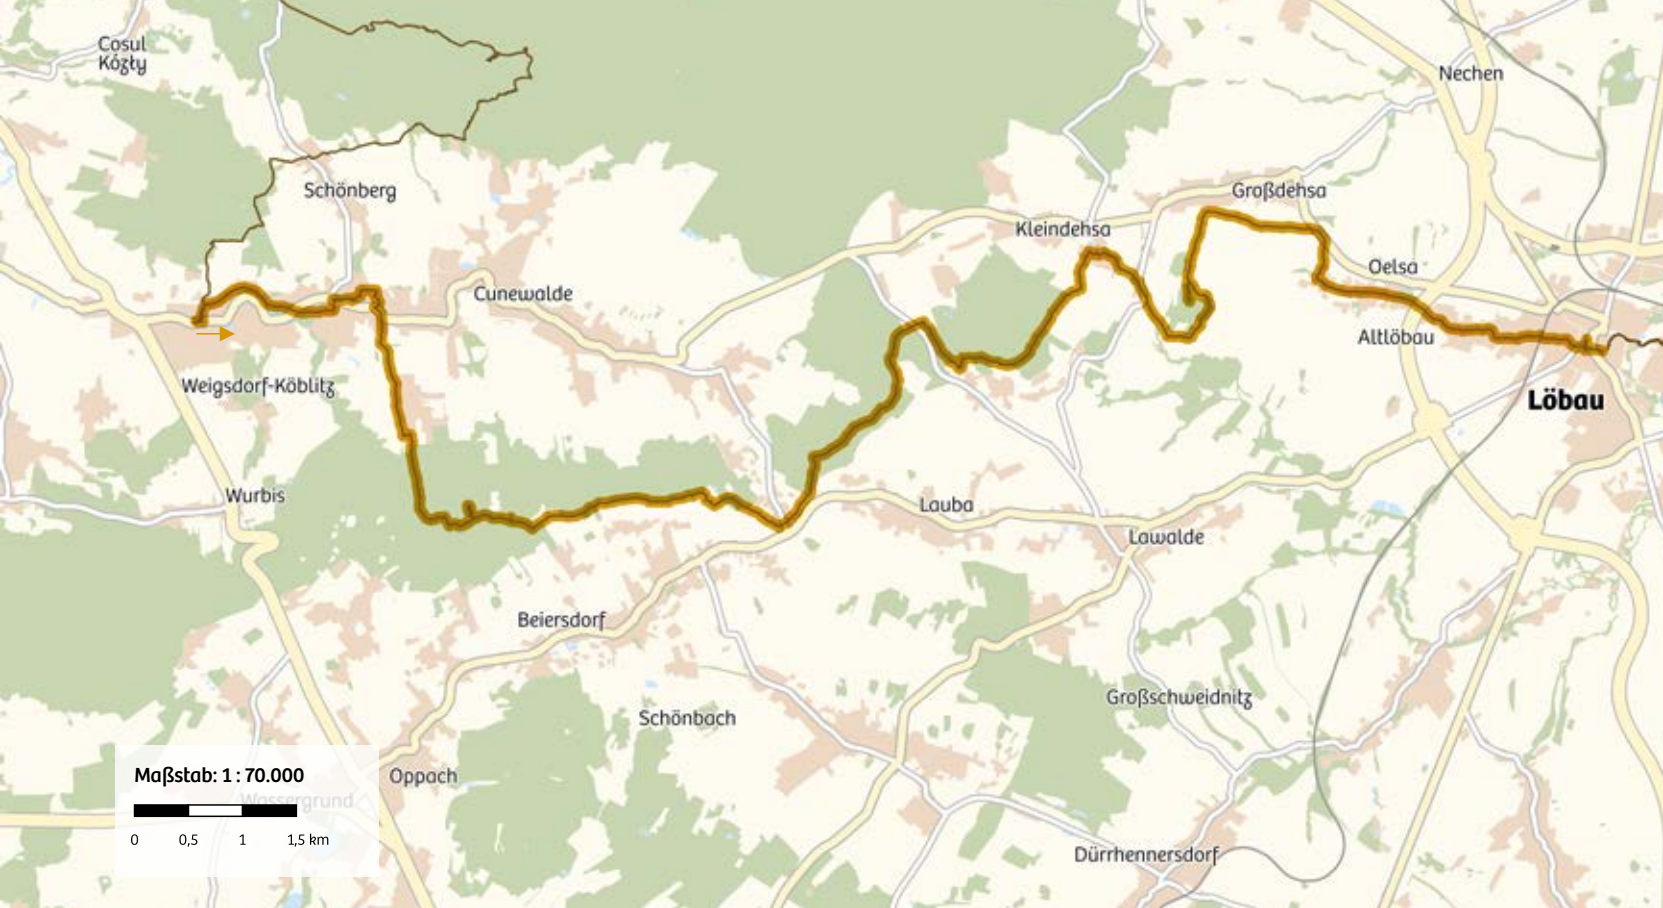 Cosul
Kózły
Nechen
Schönberg
Großdehsa
Kleindehsa
Oelsa
Cunewalde
Altlöbau
Weigsdorf-Köblitz
Löbau
Wurbis
Lauba
Lawalde
Beiersdorf
Großschweidnitz
Schönbach
Oppach
Maßstab: 1 : 70.000
Wassergrund
0 0,5 1 1,5 km
Dürrhennersdorf